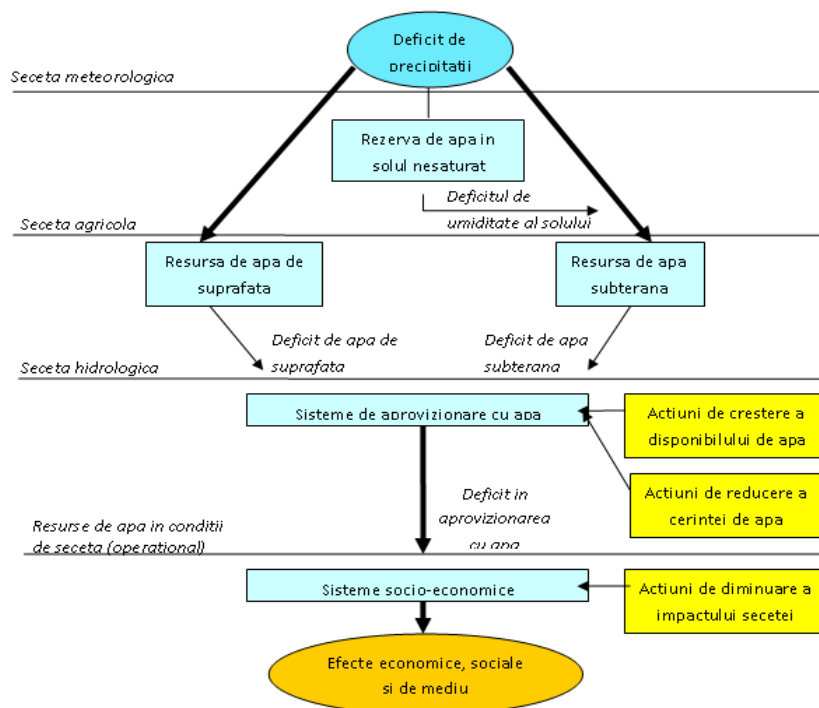 Deficit de
precipitatii
Seceta meteorologica
Rezerva de apa in
solul nesaturat
Deficitul de
umiditate al solului
Seceta agricola
Resursa de apa de
suprafata
Resursa de apa
subterana
Deficit de apa de
suprafata
Deficit de apa
subterana
Seceta hidrologica
Sisteme de aprovizionare cu apa
Actiuni de crestere a
disponibilului de apa
Actiuni de reducere a
cerintei de apa
Deficit in
aprovizionarea
cu apa
Resurse de apa in conditii
de seceta (operational)
Sisteme socio-economice
Actiuni de diminuare a
impactului secetei
Efecte economice, sociale
si de mediu